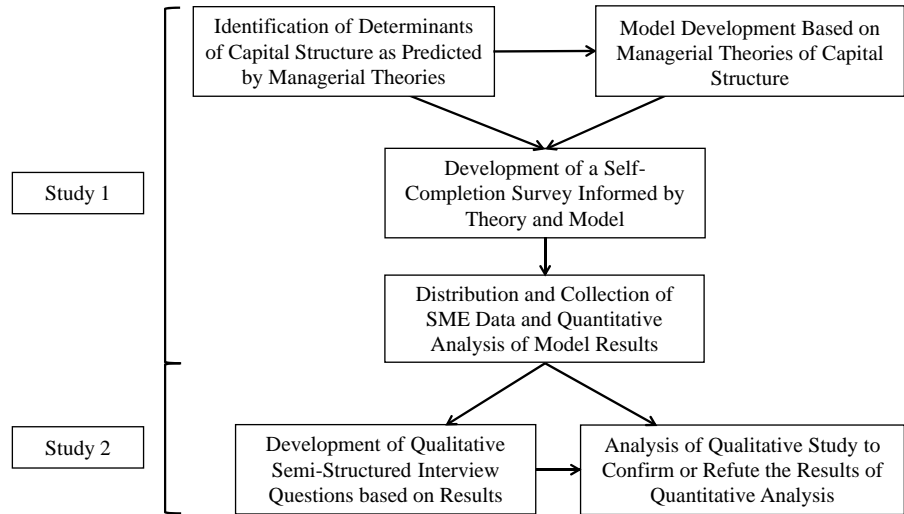 Identification of Determinants
of Capital Structure as Predicted
by Managerial Theories
Model Development Based on
Managerial Theories of Capital
Structure
Study 1
Development of a Self-
Completion Survey Informed by
Theory and Model
Distribution and Collection of
SME Data and Quantitative
Analysis of Model Results
Study 2
Development of Qualitative
Semi-Structured Interview
Questions based on Results
Analysis of Qualitative Study to
Confirm or Refute the Results of
Quantitative Analysis